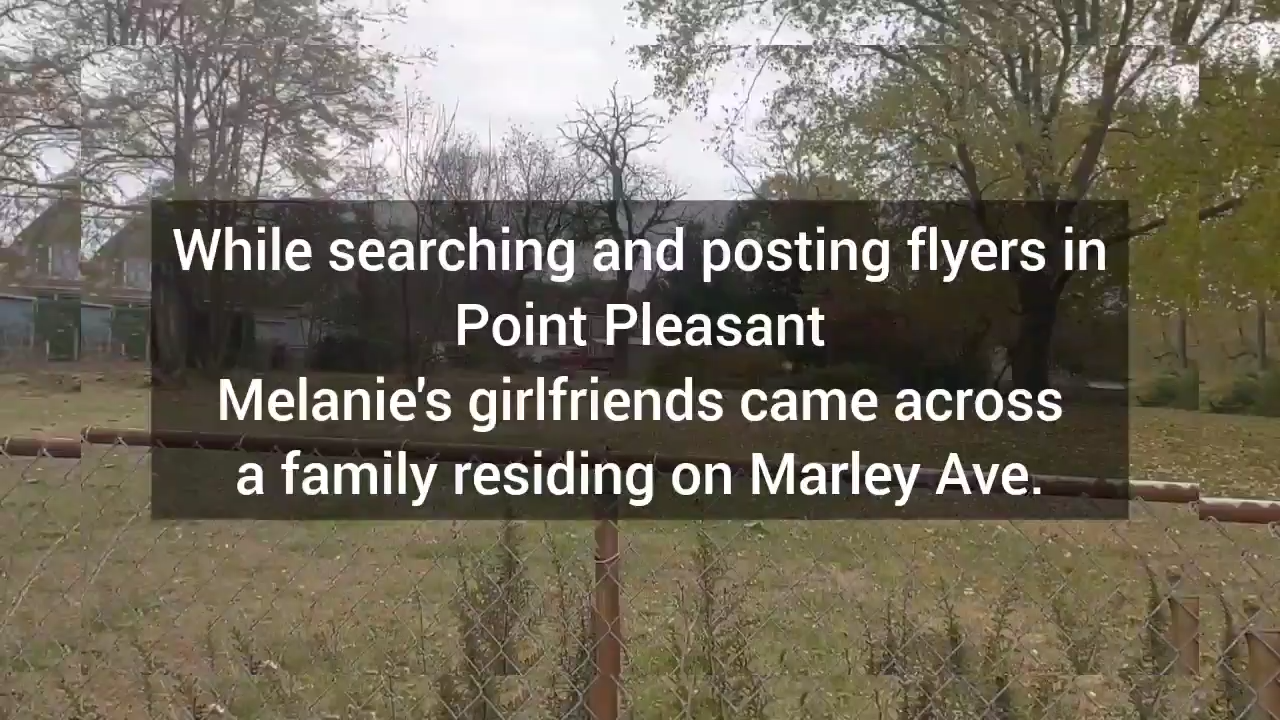 While searching and posting flyers in
Point Pleasant
Melanie's girlfriends came across
a family residing on Marley Ave.